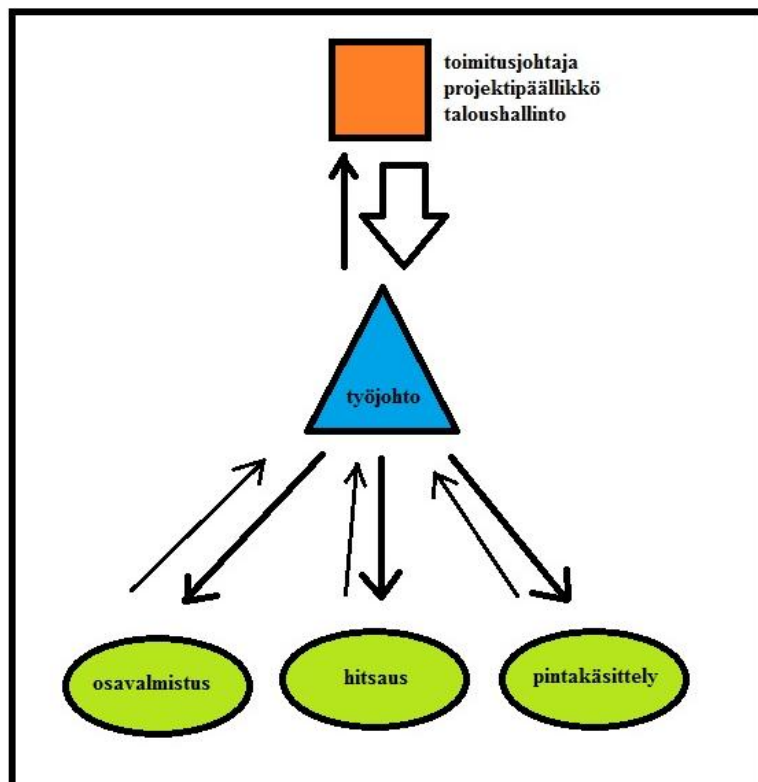 toimitusjohtaja
projektipäällikkö
taloushallinto
työjohto
osavalmistus
hitsaus
pintakäsittely